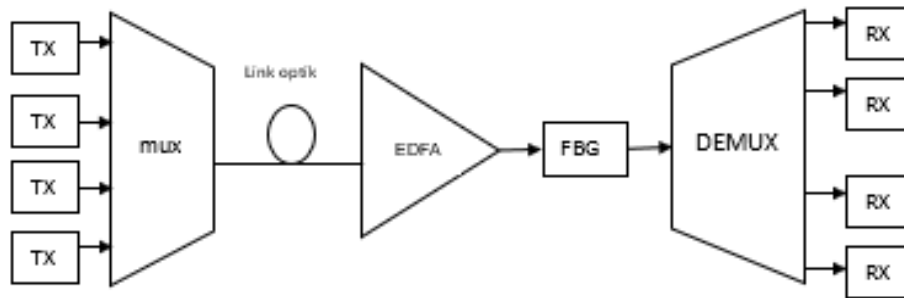 TX
TX
TX
TX
mux
Link optik
EDFA
FBG
DEMUX
RX
RX
RX
RX